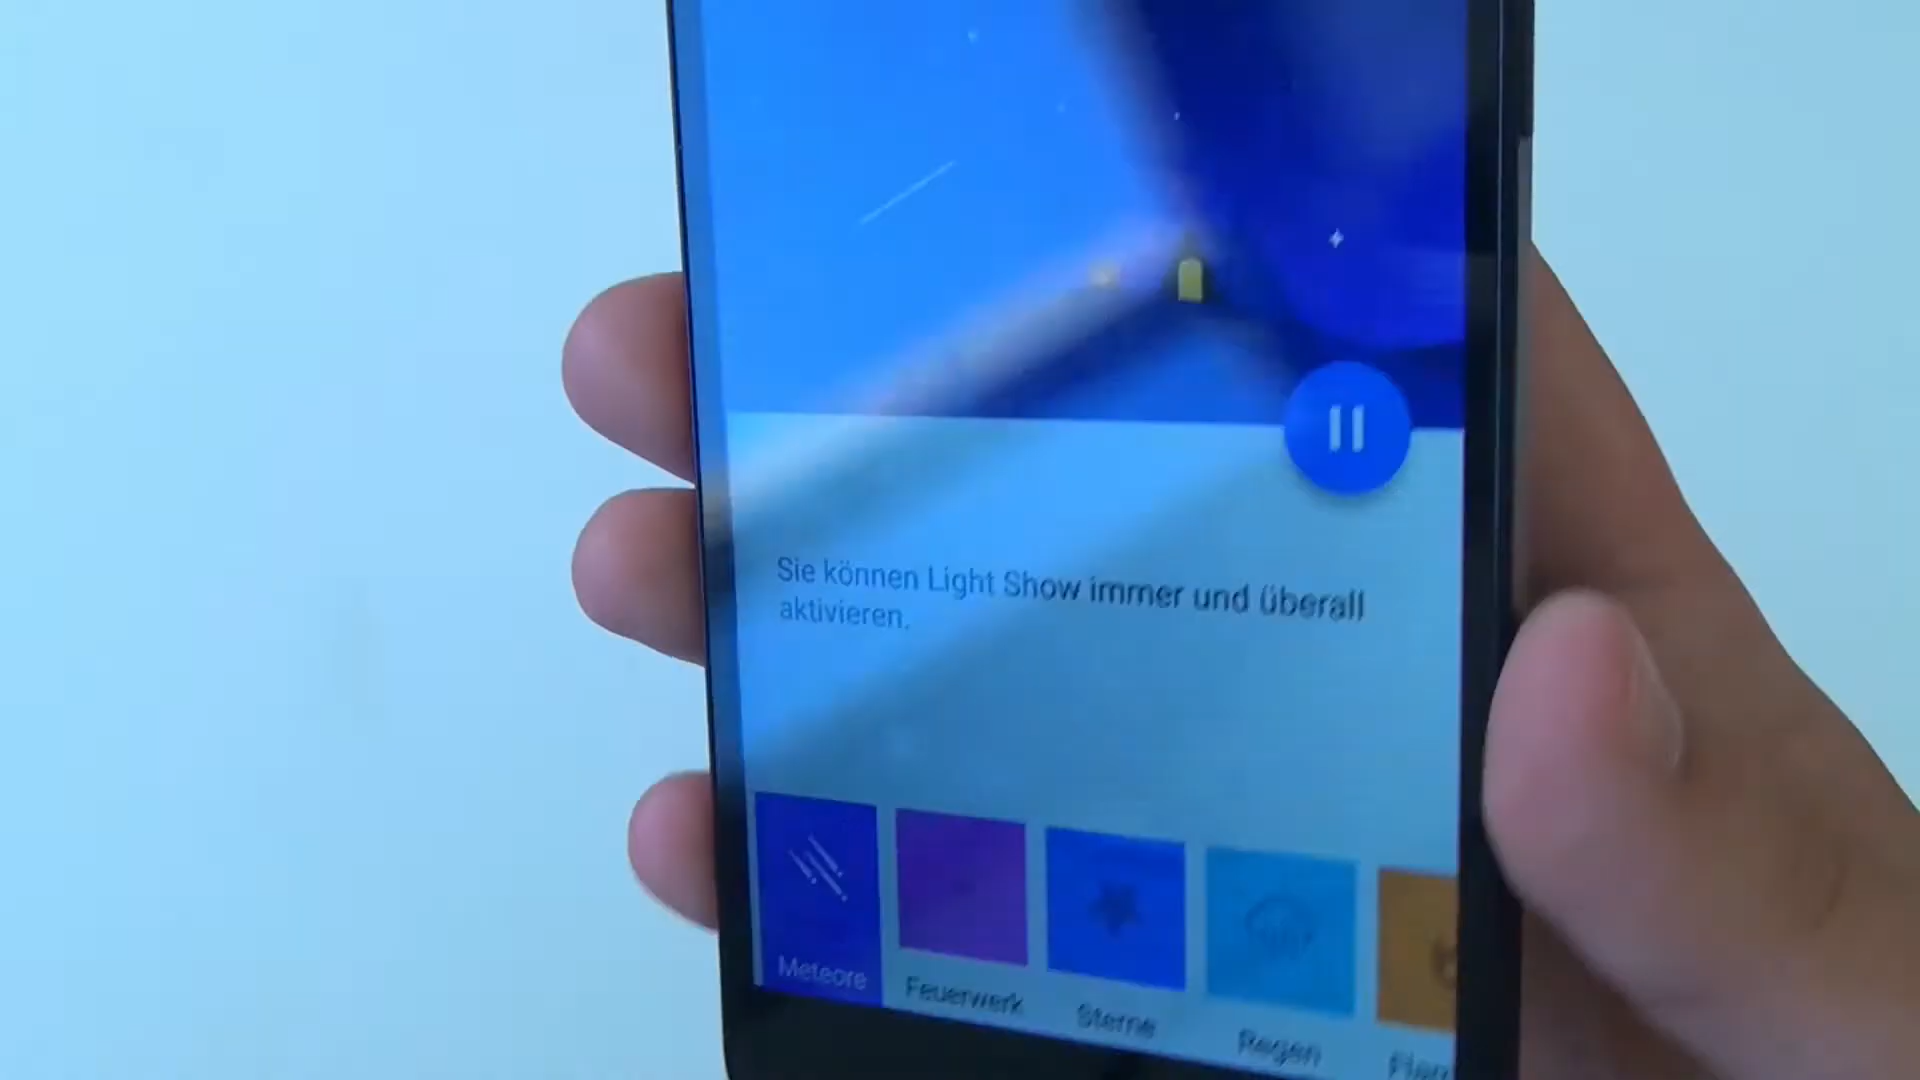 Sie können Light Show immer und überall
aktivieren.
Meteore
Feuerwerk
Sterne
Regen